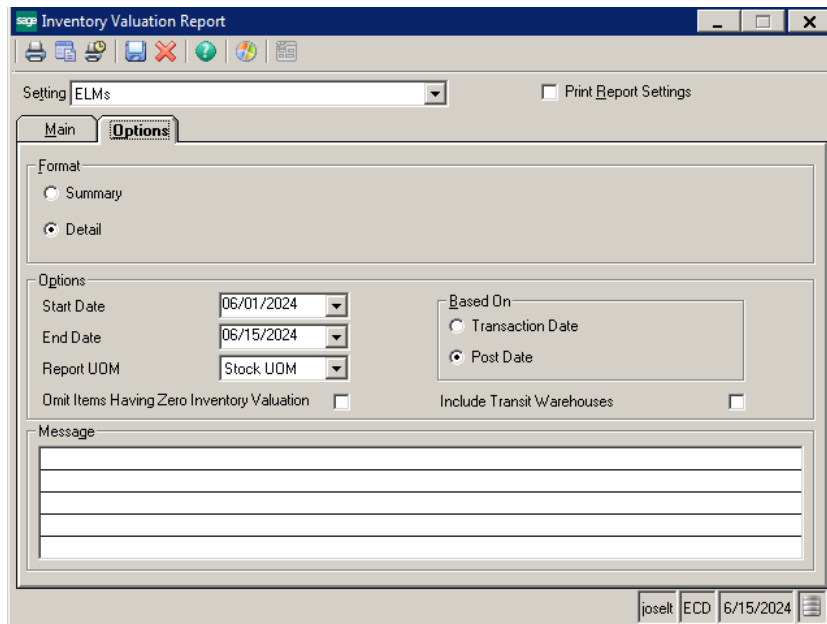 sage Inventory Valuation Report
Setting ELMs Print Report Settings
Main Options
Format
Summary
Detail
Options
Start Date 06/01/2024 Based On
Transaction Date
End Date 06/15/2024
Post Date
Report UOM Stock UOM
Omit Items Having Zero Inventory Valuation Include Transit Warehouses
Message
joselt ECD 6/15/2024